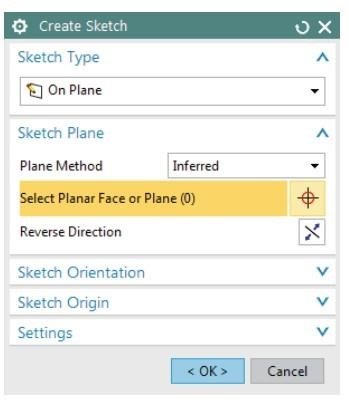 Create Sketch
Sketch Type
On Plane
Sketch Plane
Plane Method Inferred
Select Planar Face or Plane (0)
Reverse Direction
Sketch Orientation
Sketch Origin
Settings
< OK > Cancel